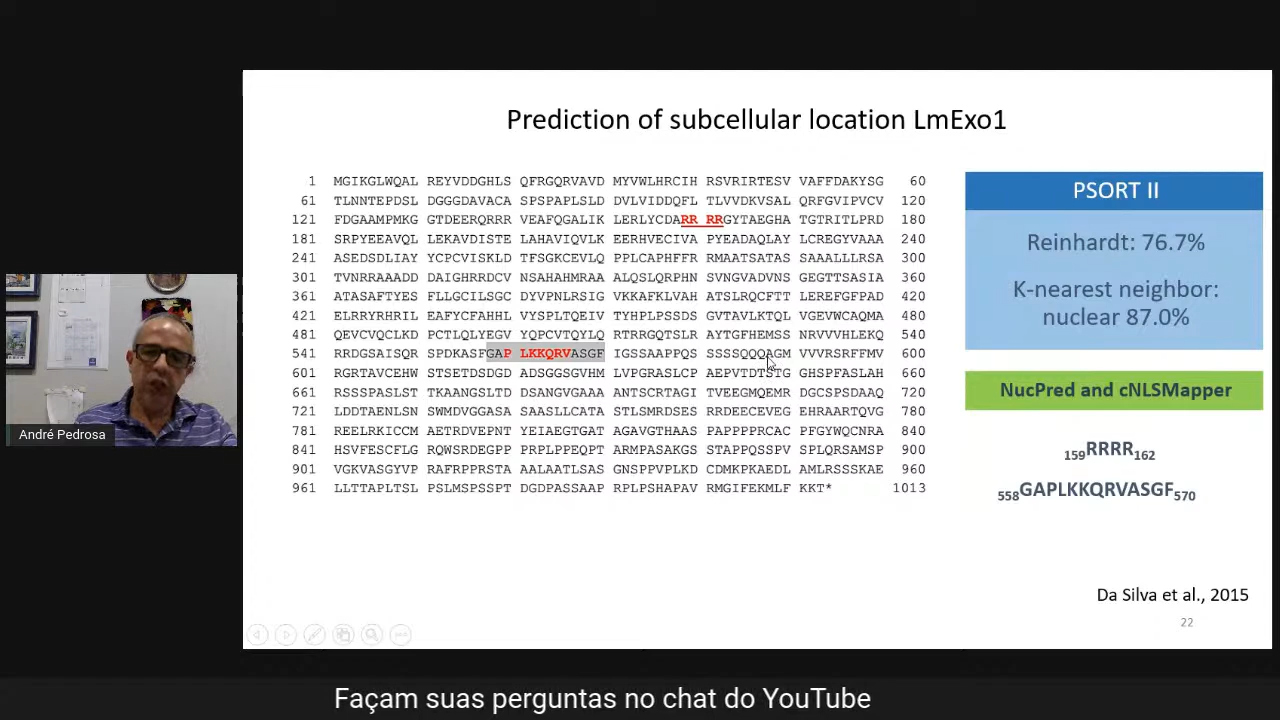 Prediction of subcellular location LmExo1
1 MGIKGLWQAL REYVDDGHLS QFRGQRVAVD MYVWLHRCIH RSVRIRTESV VAFFDAKYSG 60
61 TLNNTEPDSL DGGGDAVACA SPSPAPLSLD DVLVIDDQFL TLVVDKVSAL QRFGVIPVCV 120
121 FDGAAMPMKG GTDEERQRRR VEAFQGALIK LERLYCDARR RRGYTAEGHA TGTRITLPRD 180
181 SRPYEEAVQL LEKAVDISTE LAHAVIQVLK EERHVECIVA PYEADAQLAY LCREGYVAAA 240
241 ASEDSDLIAY YCPCVISKLD TFSGKCEVLQ PPLCAPHFFR RMAATSATAS SAAALLLRSA 300
301 TVNRRAAADD DAIGHRRDCV NSAHAHMRAA ALQSLQRPHN SNGVADVNVS GEGTTSASIA 360
361 ATASAFTYES FLLGCILSGC DYVPNLRSIG VKKAFKLVAH ATSLRQCFTT LEREFGFPAD 420
421 ELRRYRHRIL EAFYCFAHHL VYSPLTQEIV TYHPLPSSDS GVTAVLKTQL VGEVWCAQMA 480
481 QEVCVQCLKD PCTLQLYEGV YQPCVTQYLQ RTRRGQTSLR AYTGFHEMSS NRVVVHLEKQ 540
541 RRDGSAISQR SPDKASFGAP LKKQRVASGF IGSSAAPPQS SSSSQQQAGM VVVRSRFFMV 600
601 RGRTAVCEHW STSETDSDGD ADSGGSGVHM LVPGRASLCP AEPVTDTSTG GHSPFASLAH 660
661 RSSSPASLST TKAANGSLTD TDSANGVGAAA AANTSCRTAGI TVEEGMQEMR DGCSPSDAAQ 720
721 LDDTAENLSN SWMDVGGASA SAASLLCATA STLSMRDSES RRDEECEVEG EHRAARTQVG 780
781 REELRKICCM AETRDVEPNT YEIAEGTGAT AGAVGTHAAS PAPPPPRCAC PFGYWQCNRA 840
841 HSVFESCFLG RQWSRDEGPP PRPLPPEQPT ARMPASAKGS STAPPQSSPV SPLQRSAMSP 900
901 VGKVASGYVP RAFRPPRSTA AALAATLSAS GNSPPVPLKD CDMKPKAEDL AMLRSSSKAE 960
961 LLTTAPLTSL PSLMSPSSPT DGDPASSAAP RPLPSHAPAV RMGIFEKMLF KKT* 1013
PSORT II
Reinhardt: 76.7%
K-nearest neighbor:
nuclear 87.0%
NucPred and cNLSMapper
159RRRR162
558GAPLKKQRVASGF570
Da Silva et al., 2015
22
André Pedrosa
Façam suas perguntas no chat do YouTube